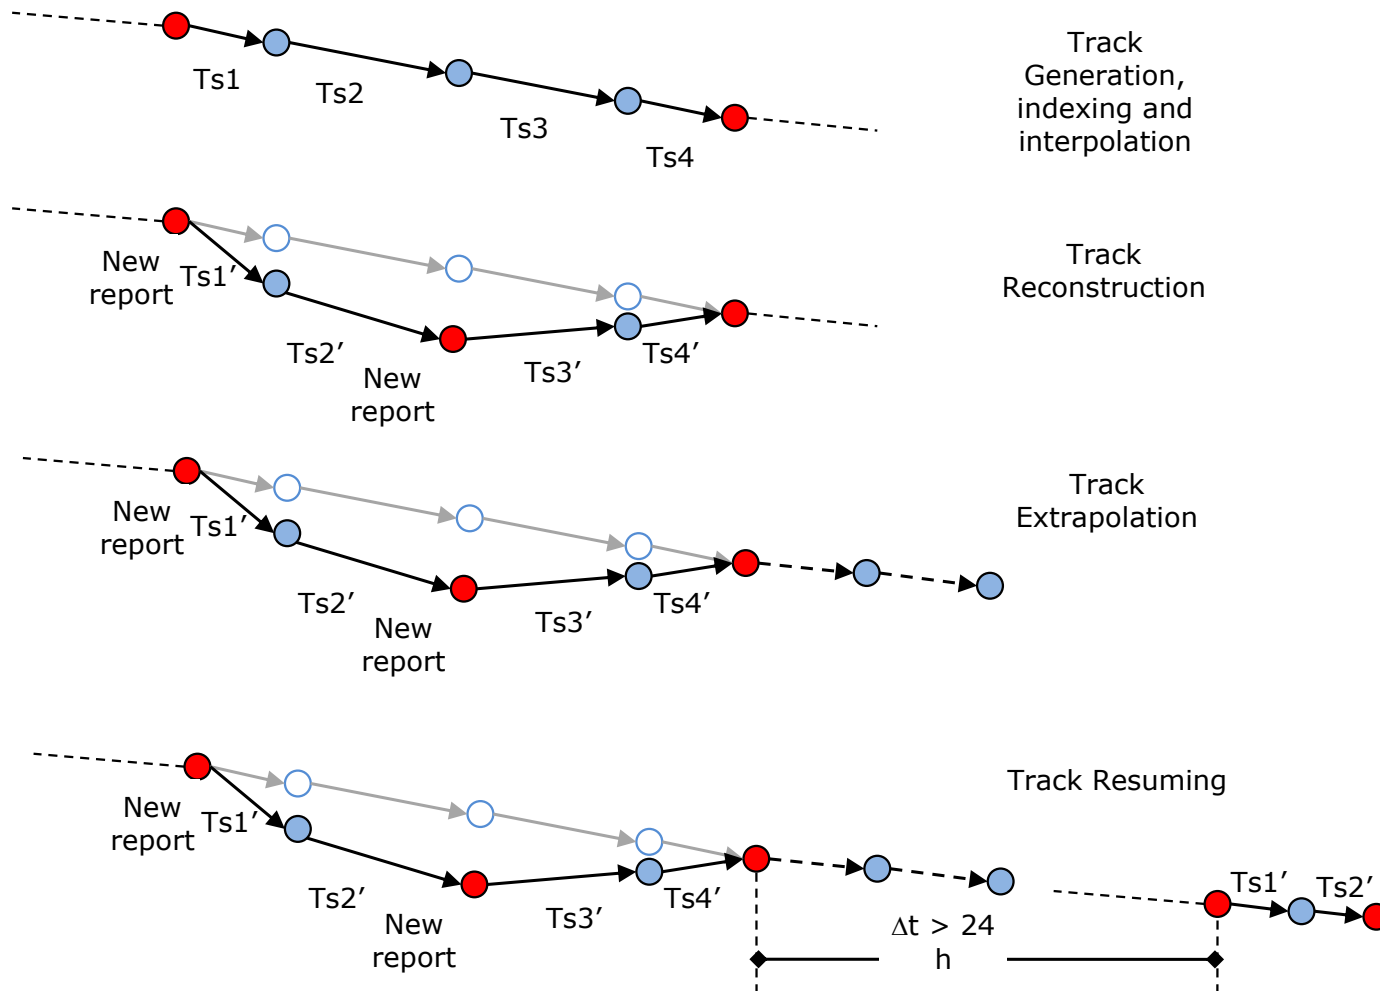 Track
Generation,
indexing and
interpolation
Ts1
Ts2
Ts3
Ts4
Track
Reconstruction
New
report
Ts1′
Ts2′
New
report
Ts3′
Ts4′
Track
Extrapolation
New
report
Ts1′
Ts2′
New
report
Ts3′
Ts4′
Track Resuming
New
report
Ts1′
Ts2′
New
report
Ts3′
Ts4′
Δt > 24
h
Ts1′
Ts2′